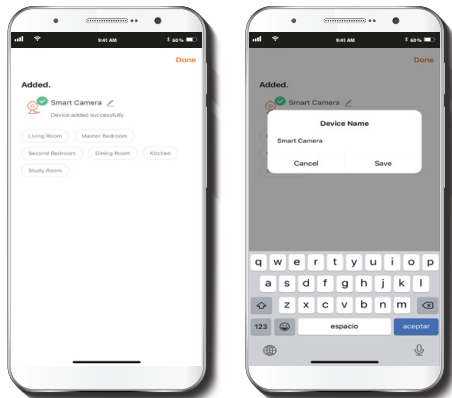 9:41 AM
60%
Done
Added.
Smart Camera
Device added successfully
Living Room
Master Bedroom
Second Bedroom
Dining Room
Kitchen
Study Room
9:41 AM
60%
Done
Added.
Smart Camera
Device Name
Smart Camera
Cancel
Save
q w e r t y u i o p
a s d f g h j k l
z x c v b n m
123
espacio
aceptar